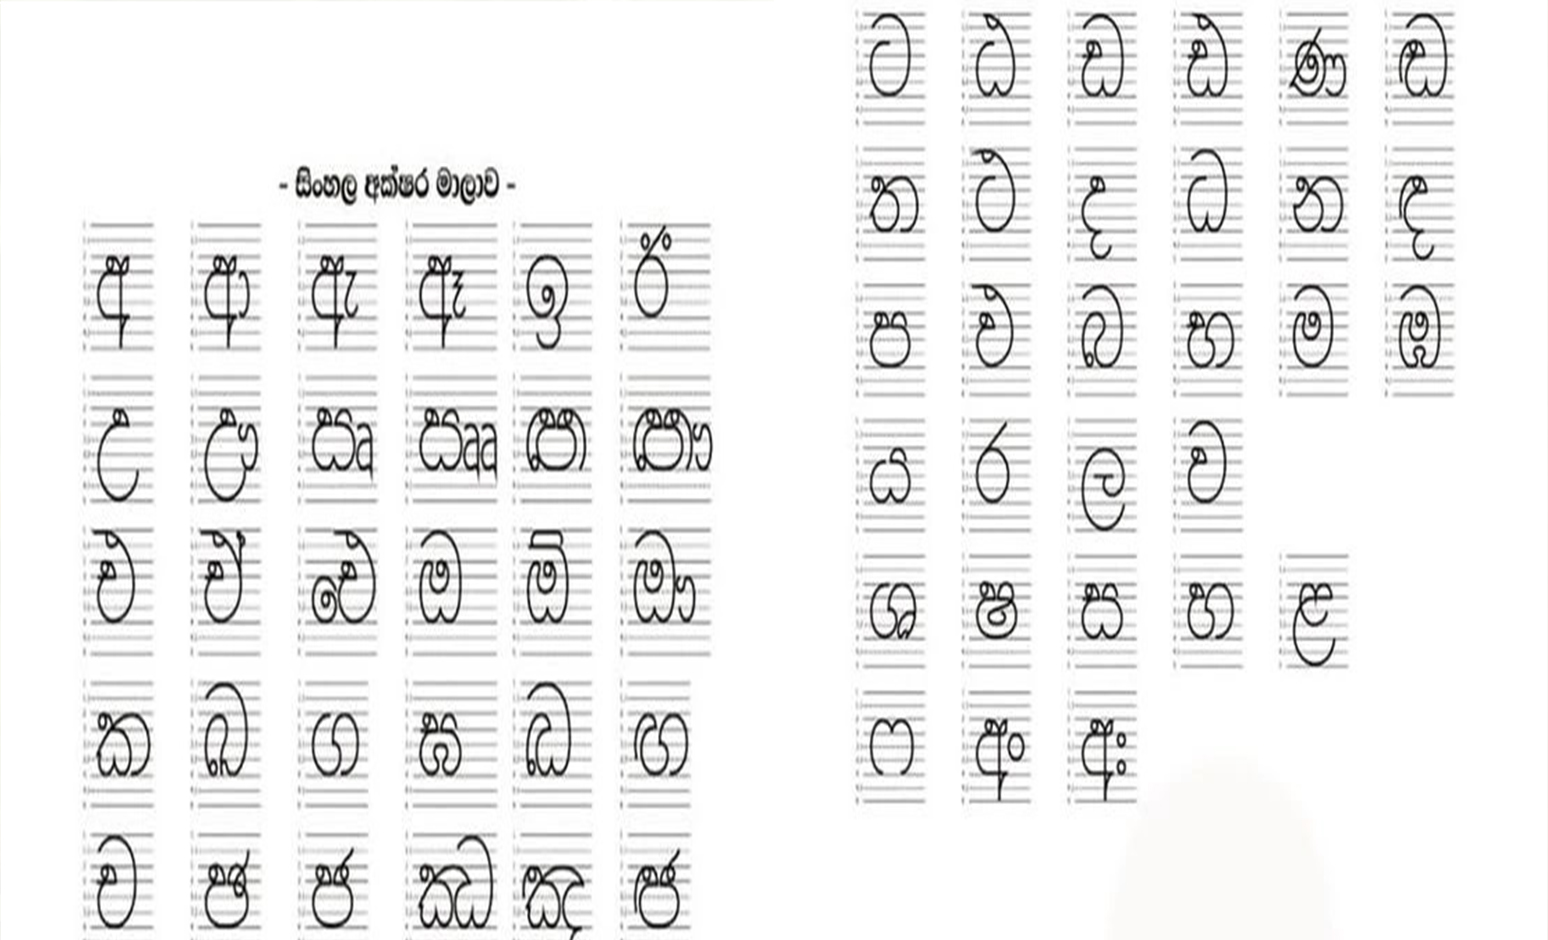 - සිංහල අක්ෂර මාලාව -
අ ආ ඇ ඈ ඉ ඊ
උ ඌ ඍ ඎ ඏ ඐ
එ ඒ ඓ ඔ ඕ ඖ
ක ඛ ග ඝ ඞ ඟ
ච ඡ ජ ඣ ඤ ඦ
ට ඨ ඩ ඪ ණ ඬ
ත ථ ද ධ න ඳ
ප ඵ බ භ ම ඹ
ය ර ල ව
ශ ෂ ස හ ළ
ෆ අං අඃ